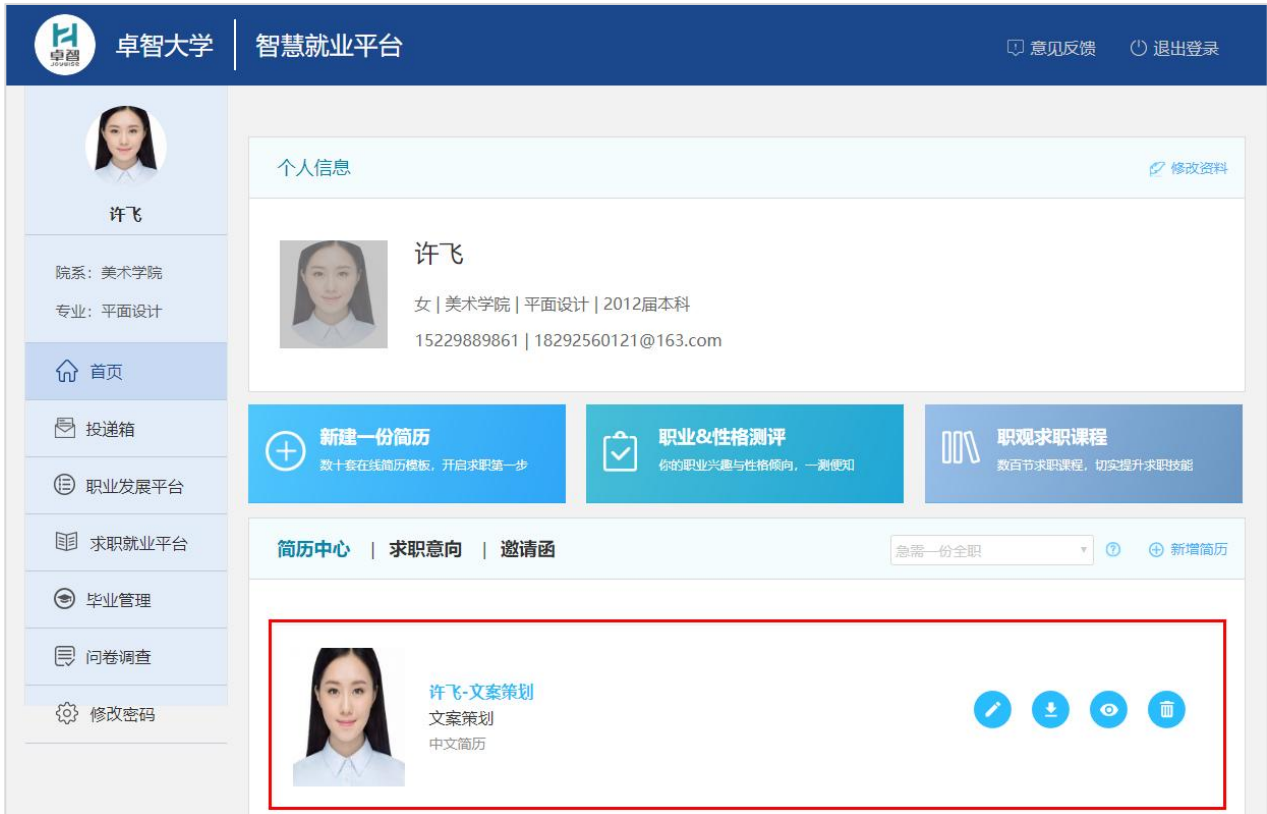 卓智
JOYWISE
卓智大学
智慧就业平台
意见反馈
退出登录
许飞
院系：美术学院
专业：平面设计
首页
投递箱
职业发展平台
求职就业平台
毕业管理
问卷调查
修改密码
个人信息
修改资料
许飞
女 | 美术学院 | 平面设计 | 2012届本科
15229889861 | 18292560121@163.com
新建一份简历
数十套在线简历模板，开启求职第一步
职业&性格测评
你的职业兴趣与性格倾向，一测便知
职观求职课程
数百节求职课程，切实提升求职技能
简历中心 | 求职意向 | 邀请函
急需一份全职
新增简历
许飞-文案策划
文案策划
中文简历